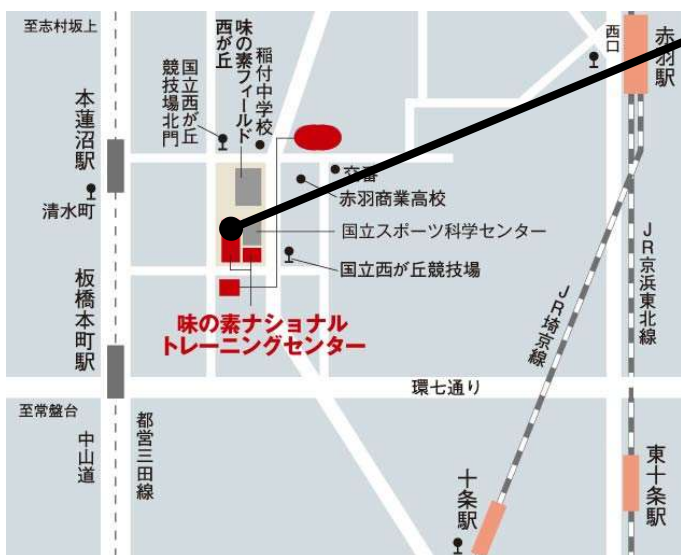 至志村坂上
本蓮沼駅
清水町
板橋本町駅
至常盤台
中山道
都営三田線
国立西が丘
競技場北門
味の素フィールド
西が丘
稲付中学校
交番
赤羽商業高校
国立スポーツ科学センター
国立西が丘競技場
味の素ナショナル
トレーニングセンター
環七通り
西口
赤羽駅
JR京浜東北線
JR埼京線
十条駅
東十条駅